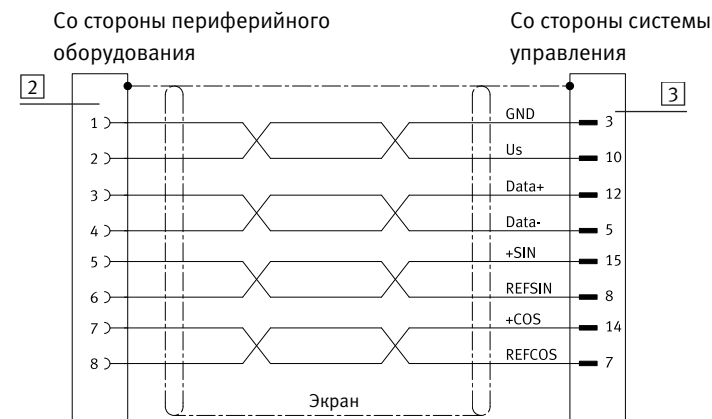 Со стороны периферийного
оборудования
Со стороны системы
управления
2
3
1 GND 3
2 Us 10
3 Data+ 12
4 Data- 5
5 +SIN 15
6 REFSIN 8
7 +COS 14
8 REFCOS 7
Экран